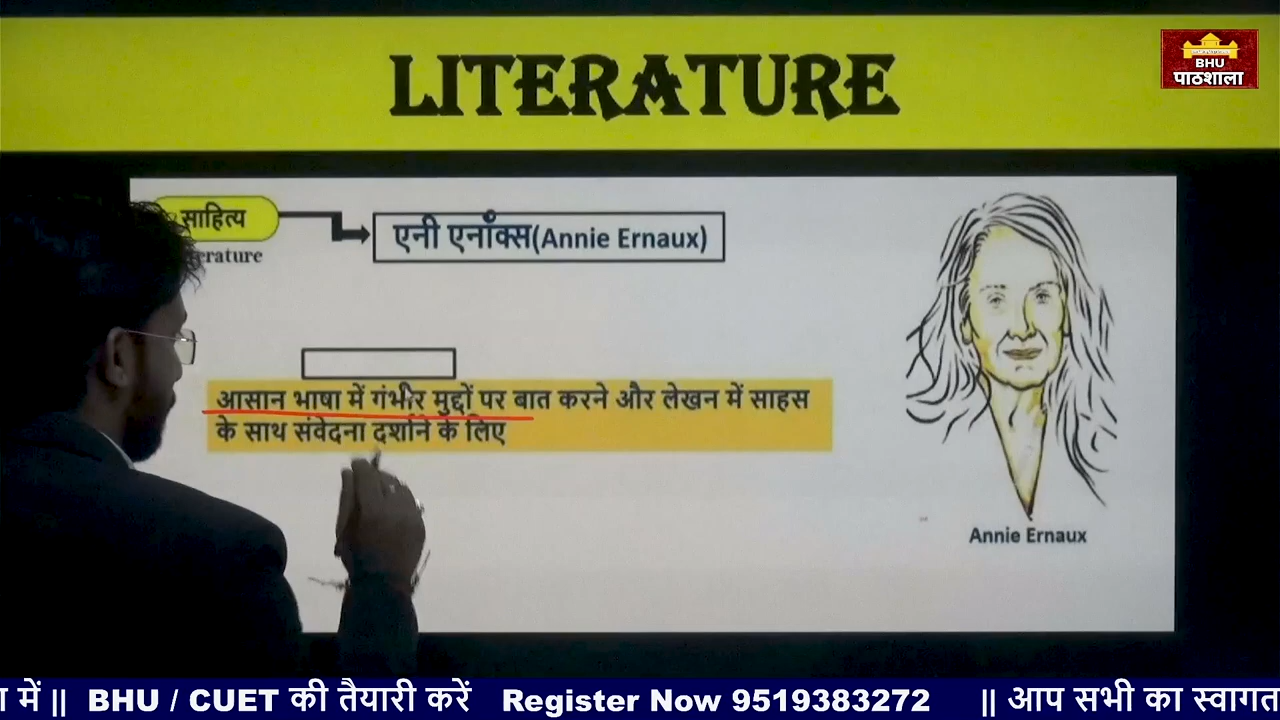 LITERATURE
BHU
पाठशाला
साहित्य
erature
एनी एनॉक्स(Annie Ernaux)
आसान भाषा में गंभीर मुद्दों पर बात करने और लेखन में साहस
के साथ संवेदना दर्शाने के लिए
Annie Ernaux
में || BHU / CUET की तैयारी करें Register Now 9519383272 || आप सभी का स्वागत